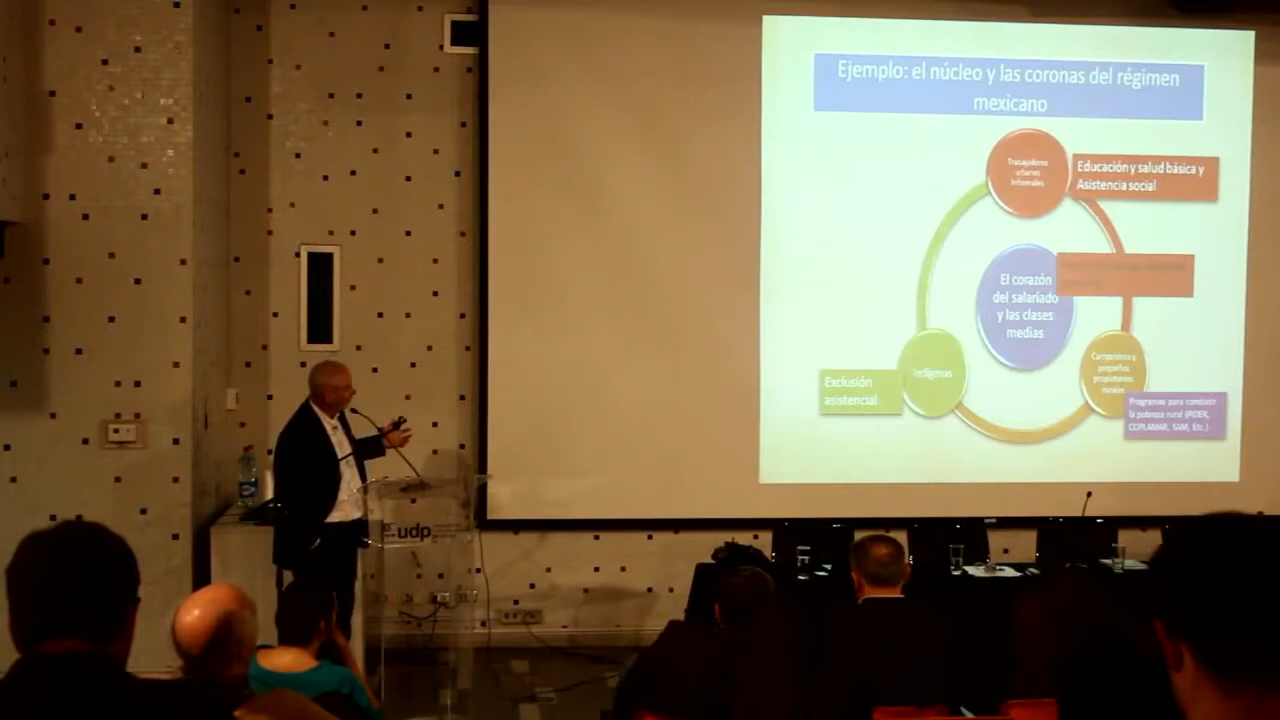 Ejemplo: el núcleo y las coronas del régimen
mexicano
Trabajadores
urbanos
informales
Educación y salud básica y
Asistencia social
El corazón
del salariado
y las clases
medias
Indígenas
Exclusión
asistencial
Campesinos y
pequeños
propietarios
rurales
Programas para combatir
la pobreza rural (PIDER,
COPLAMAR, SAM, Etc.)
udp